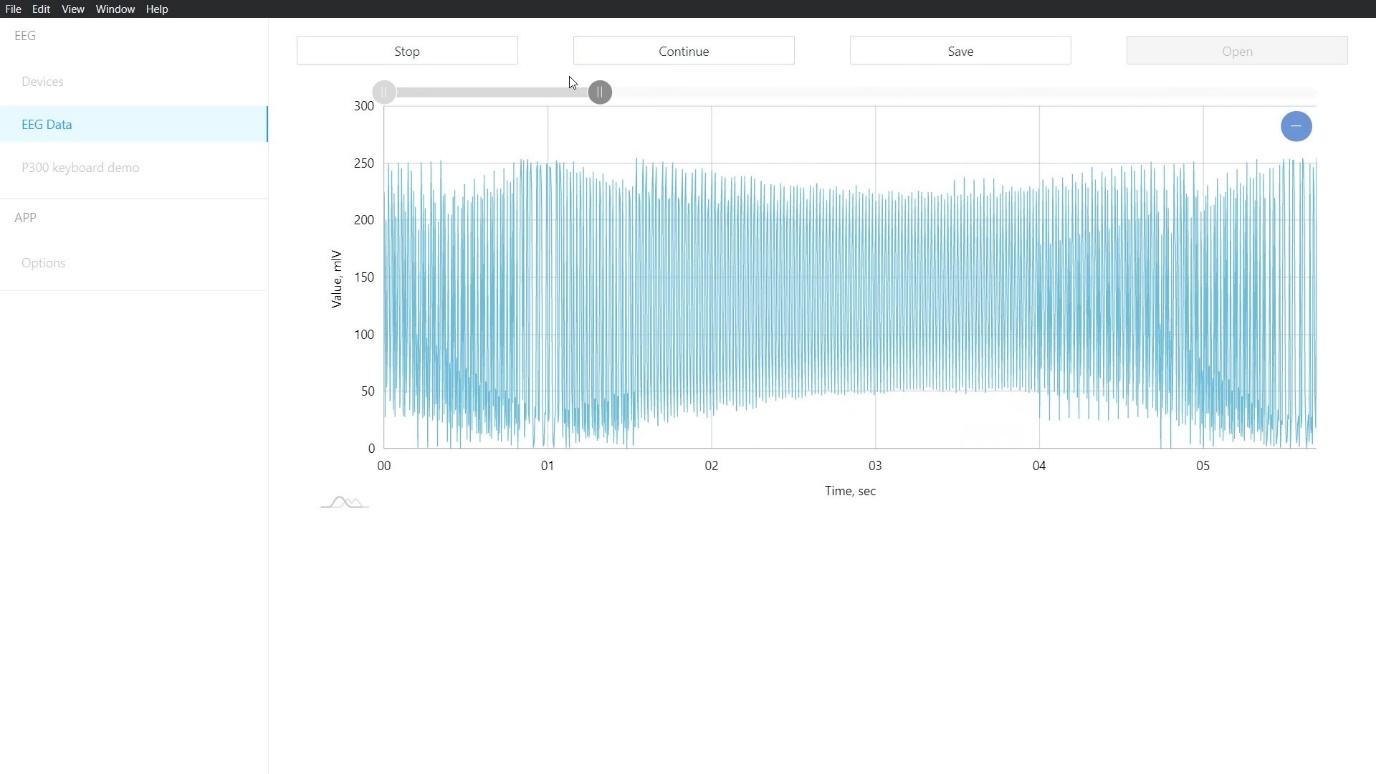 File Edit View Window Help
EEG
Devices
EEG Data
P300 keyboard demo
APP
Options
Stop Continue Save Open
300
250
200
150
100
50
0
Value, mlV
00 01 02 03 04 05
Time, sec